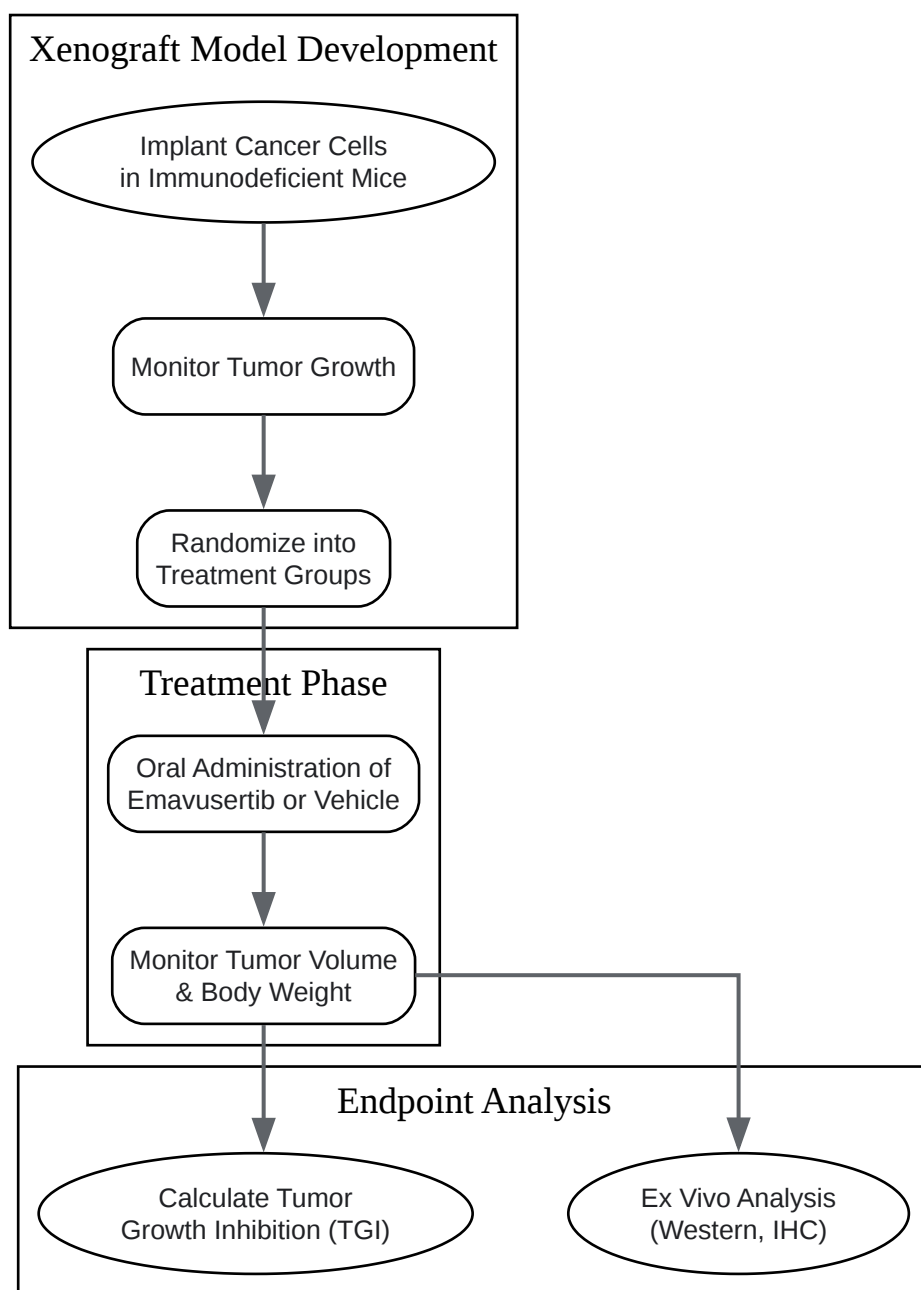 Xenograft Model Development
Implant Cancer Cells
in Immunodeficient Mice
Monitor Tumor Growth
Randomize into
Treatment Groups
Treatment Phase
Oral Administration of
Emavusertib or Vehicle
Monitor Tumor Volume
& Body Weight
Endpoint Analysis
Calculate Tumor
Growth Inhibition (TGI)
Ex Vivo Analysis
(Western, IHC)